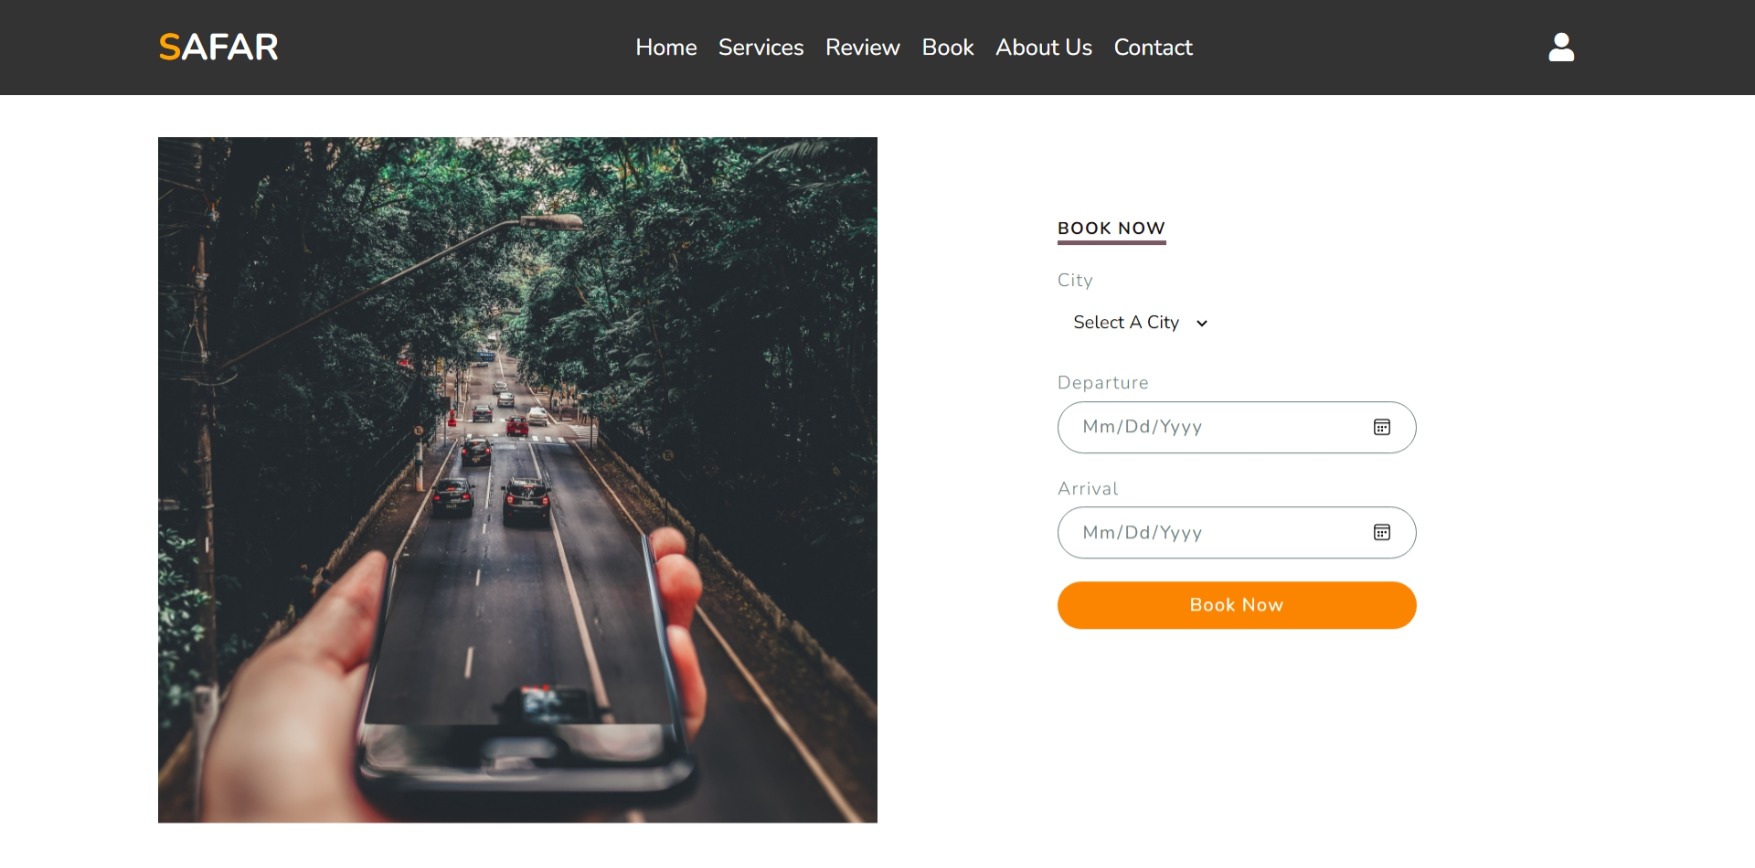 SAFAR
Home Services Review Book About Us Contact
BOOK NOW
City
Select A City
Departure
Mm/Dd/Yyyy
Arrival
Mm/Dd/Yyyy
Book Now